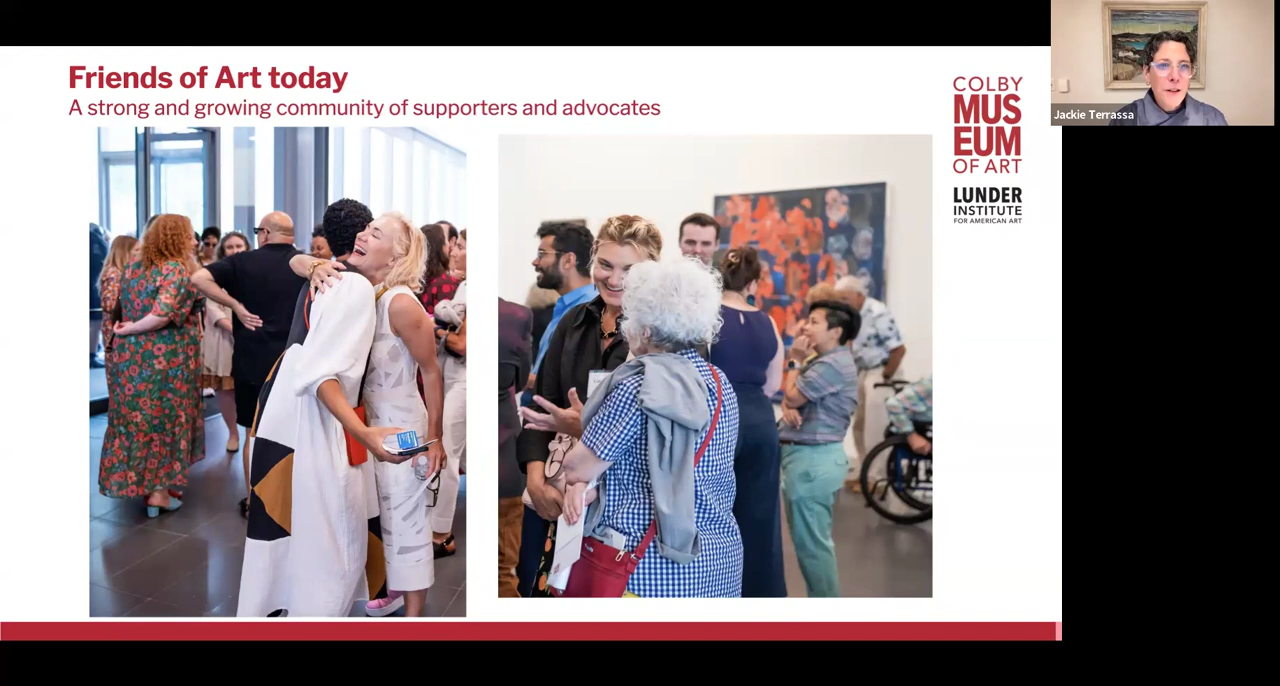 Friends of Art today
A strong and growing community of supporters and advocates
COLBY
MUS
EUM
OF ART
LUNDER
INSTITUTE
FOR AMERICAN ART
Jackie Terrassa